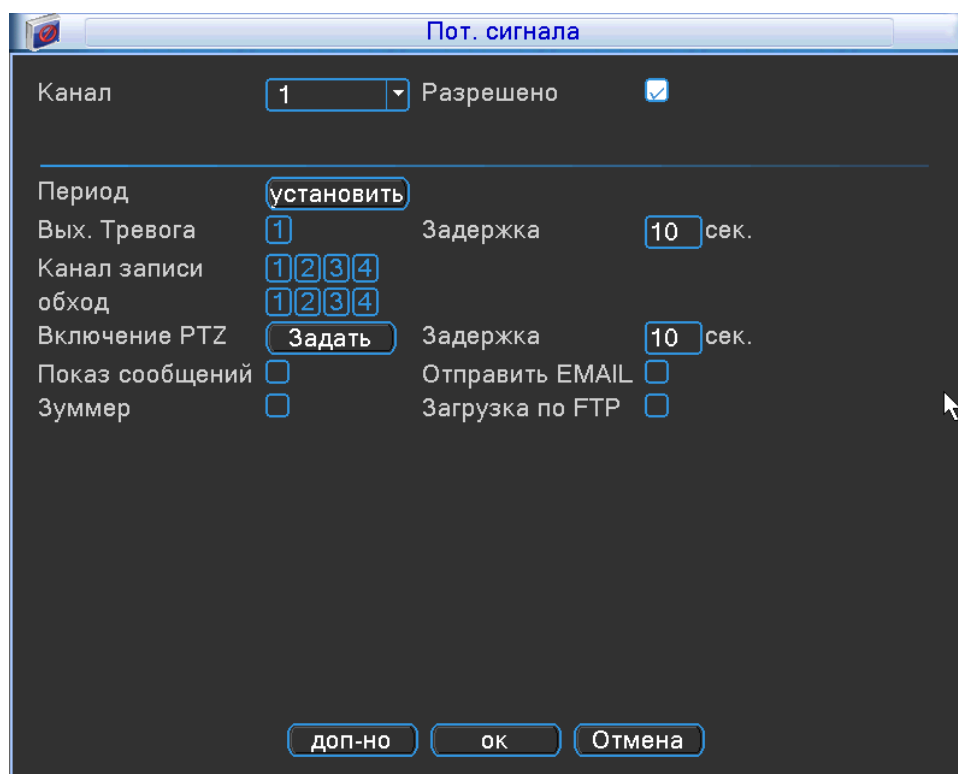 Пот. сигнала
Канал 1 Разрешено
Период установить
Вых. Тревога 1 Задержка 10 сек.
Канал записи 1 2 3 4
обход 1 2 3 4
Включение PTZ Задать Задержка 10 сек.
Показ сообщений Отправить EMAIL
Зуммер Загрузка по FTP
доп-но ок Отмена